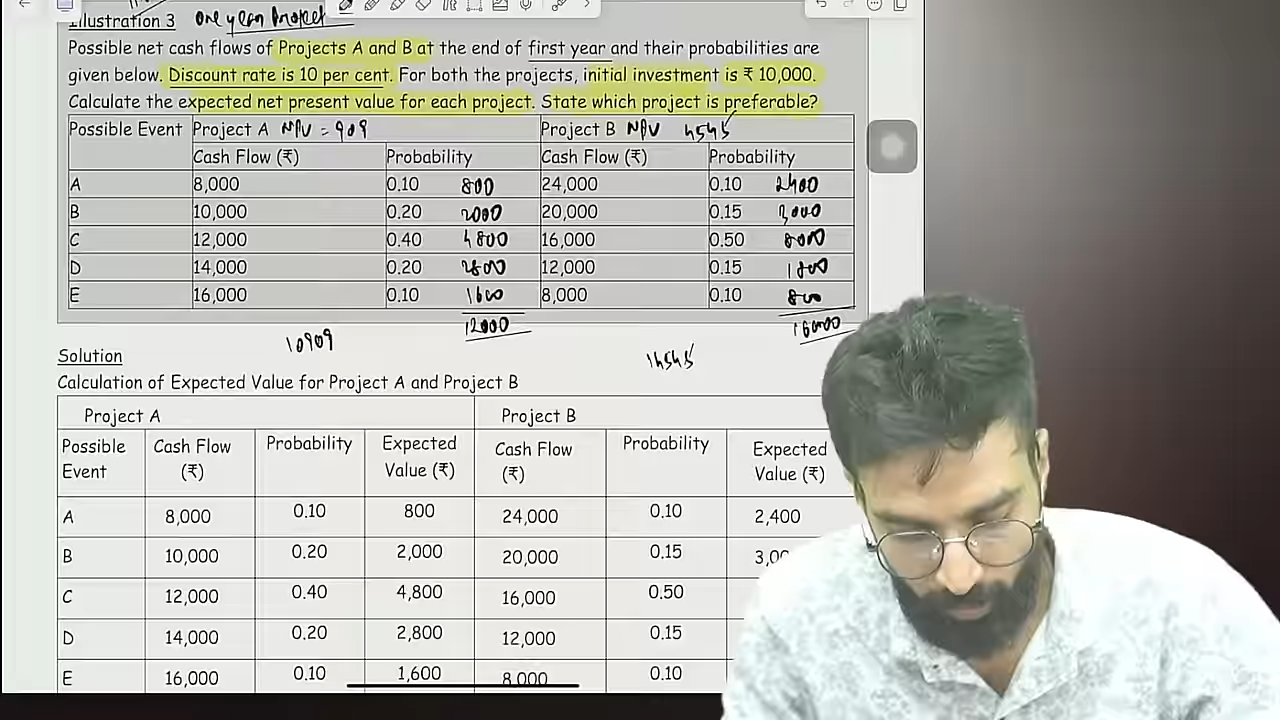 Illustration 3 one year Project
Possible net cash flows of Projects A and B at the end of first year and their probabilities are
given below. Discount rate is 10 per cent. For both the projects, initial investment is ₹ 10,000.
Calculate the expected net present value for each project. State which project is preferable?
Possible Event Project A NPV = 909 Project B NPV 4545
Cash Flow (₹) Probability Cash Flow (₹) Probability
A 8,000 0.10 800 24,000 0.10 2400
B 10,000 0.20 2000 20,000 0.15 3000
C 12,000 0.40 4800 16,000 0.50 8000
D 14,000 0.20 2800 12,000 0.15 1800
E 16,000 0.10 1600 8,000 0.10 800
12000 16000
10909 14545
Solution
Calculation of Expected Value for Project A and Project B
Project A Project B
Possible Cash Flow Probability Expected Cash Flow Probability Expected
Event (₹) Value (₹) (₹) Value (₹)
A 8,000 0.10 800 24,000 0.10 2,400
B 10,000 0.20 2,000 20,000 0.15
C 12,000 0.40 4,800 16,000 0.50
D 14,000 0.20 2,800 12,000 0.15
E 16,000 0.10 1,600 8,000 0.10